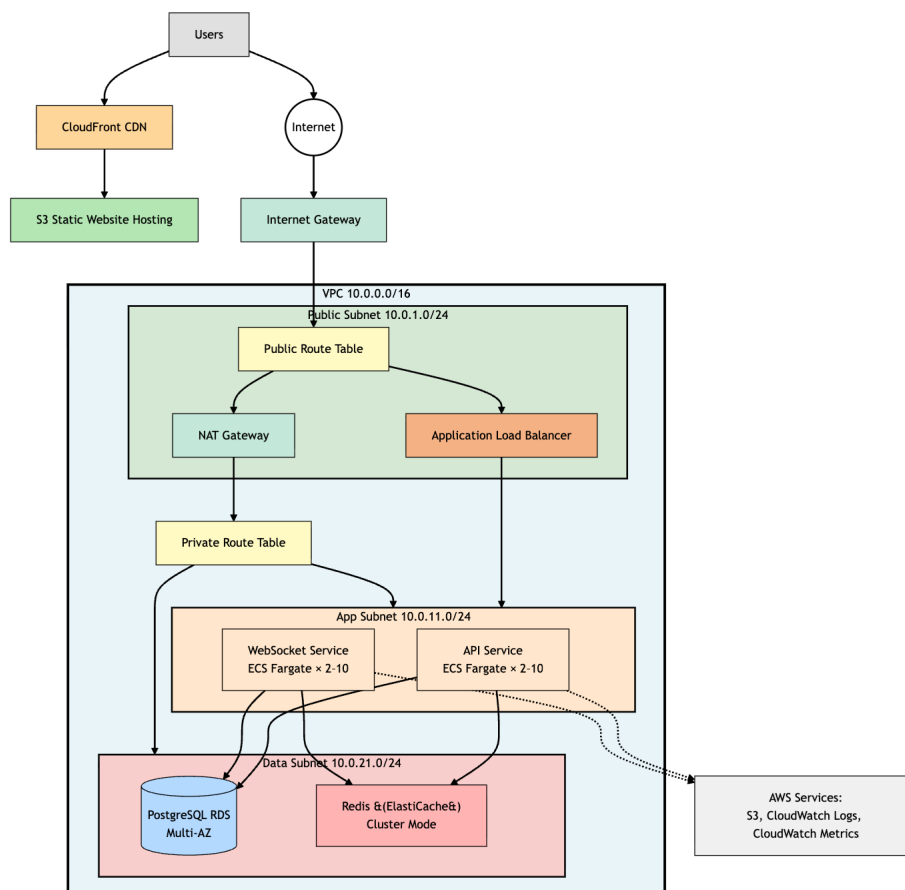 Users
CloudFront CDN
Internet
S3 Static Website Hosting
Internet Gateway
VPC 10.0.0.0/16
Public Subnet 10.0.1.0/24
Public Route Table
NAT Gateway
Application Load Balancer
Private Route Table
App Subnet 10.0.11.0/24
WebSocket Service
ECS Fargate × 2-10
API Service
ECS Fargate × 2-10
Data Subnet 10.0.21.0/24
PostgreSQL RDS
Multi-AZ
Redis &(ElastiCache&)
Cluster Mode
AWS Services:
S3, CloudWatch Logs,
CloudWatch Metrics